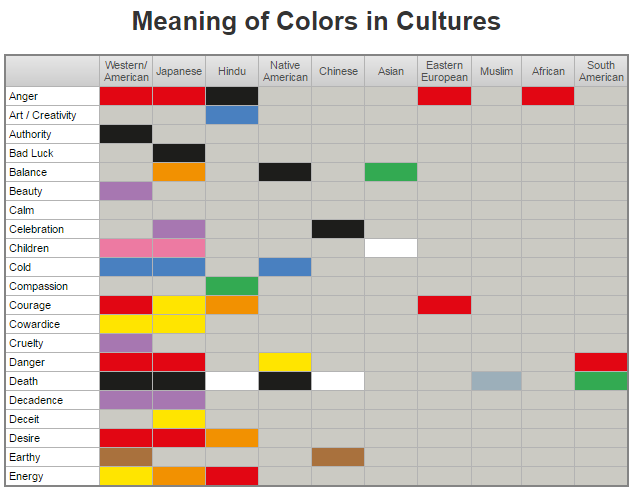 Meaning of Colors in Cultures
Western/ American Japanese Hindu Native American Chinese Asian Eastern European Muslim African South American
Anger
Art / Creativity
Authority
Bad Luck
Balance
Beauty
Calm
Celebration
Children
Cold
Compassion
Courage
Cowardice
Cruelty
Danger
Death
Decadence
Deceit
Desire
Earthy
Energy